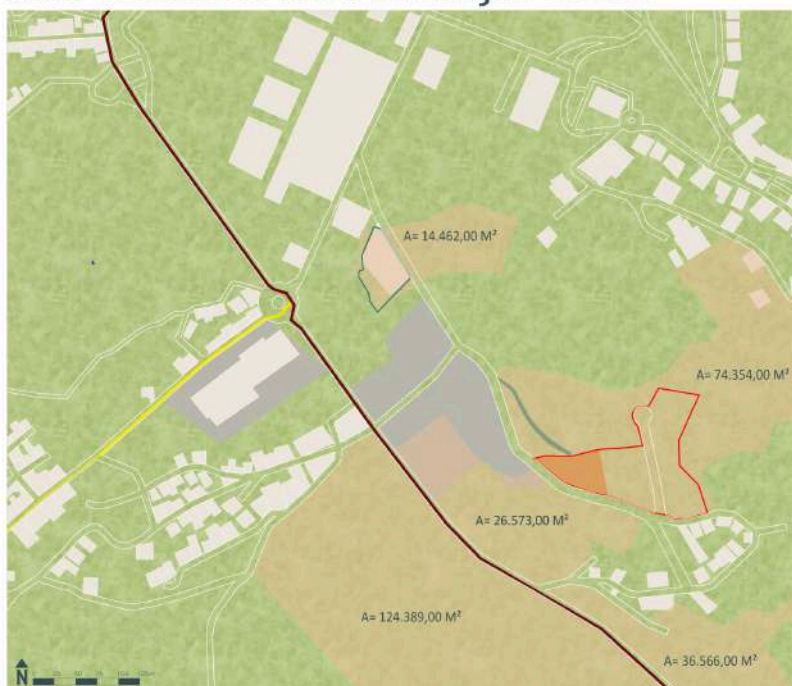 A= 14.462,00 M²
A= 74.354,00 M²
A= 26.573,00 M²
A= 124.389,00 M²
A= 36.566,00 M²
N